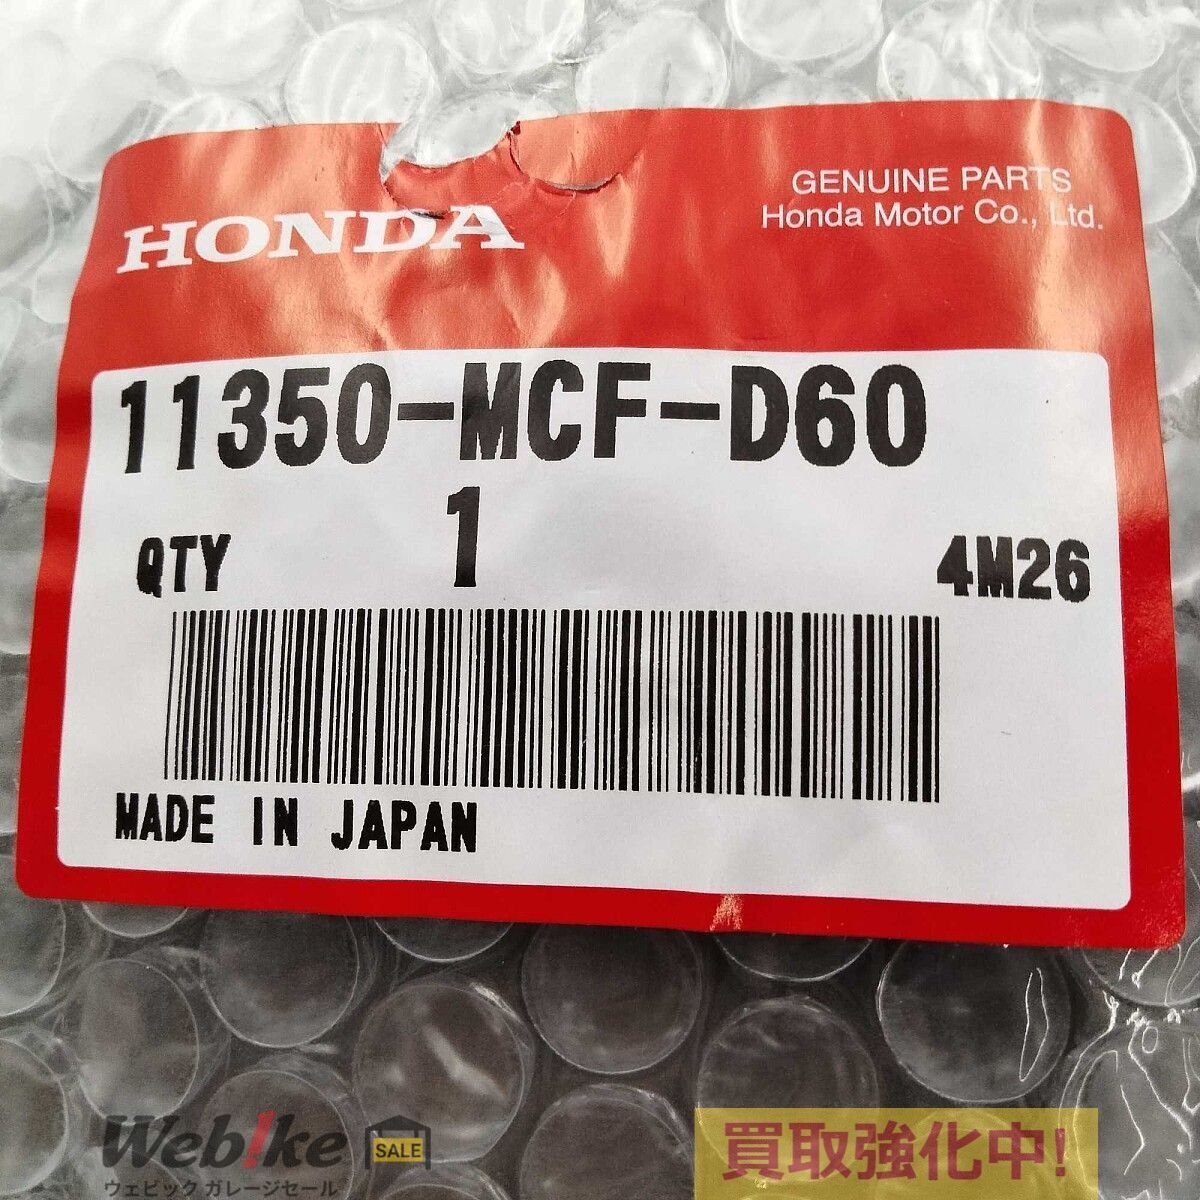 HONDA
GENUINE PARTS
Honda Motor Co., Ltd.
11350-MCF-D60
QTY 1 4M26
MADE IN JAPAN
Web!ke SALE
ウェビック ガレージセール
買取強化中!